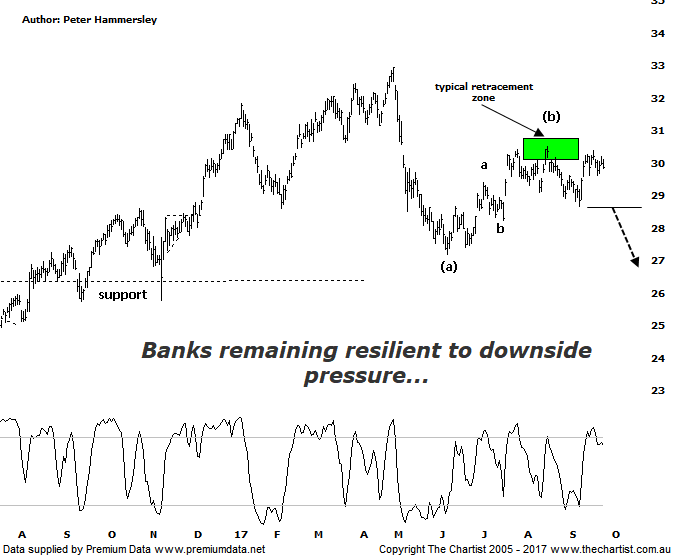 35
Author: Peter Hammersley
34
33
32
typical retracement
zone
(b)
31
a
30
29
b
28
(a)
27
support
26
25
Banks remaining resilient to downside
pressure...
24
23
A S O N D 17 F M A M J J A S O
Data supplied by Premium Data www.premiumdata.net
Copyright The Chartist 2005 - 2017 www.thechartist.com.au